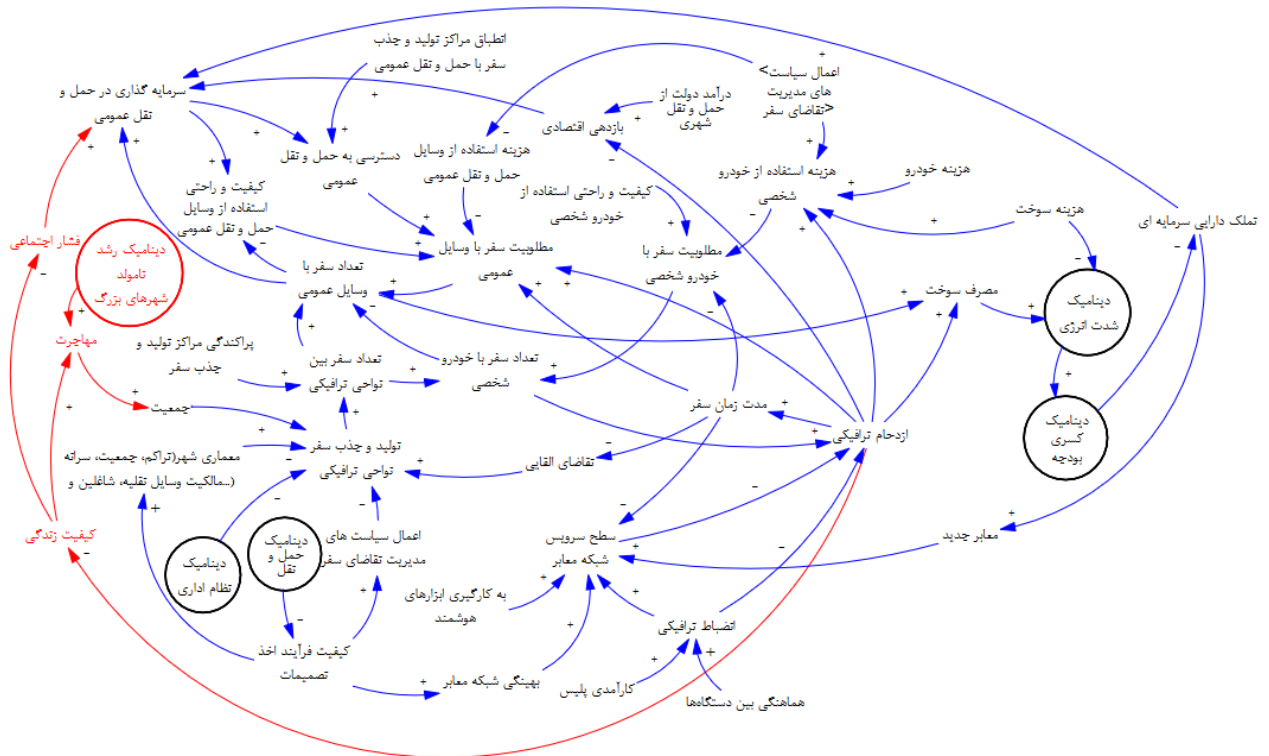 انطباق مراکز تولید و جذب
سفر با حمل و نقل عمومی
<اعمال سیاست
های مدیریت
تقاضای سفر>
سرمایه گذاری در حمل و
نقل عمومی
درآمد دولت از
حمل و نقل
شهری
بازدهی اقتصادی
دسترسی به حمل و نقل
عمومی
هزینه استفاده از وسایل
حمل و نقل عمومی
هزینه استفاده از خودرو
شخصی
هزینه خودرو
کیفیت و راحتی
استفاده از وسایل
حمل و نقل عمومی
کیفیت و راحتی استفاده از
خودرو شخصی
هزینه سوخت
تملک دارایی سرمایه ای
فشار اجتماعی
دینامیک رشد
نامولد
شهرهای بزرگ
مطلوبیت سفر با وسایل
عمومی
مطلوبیت سفر با
خودرو شخصی
تعداد سفر با
وسایل عمومی
مصرف سوخت
دینامیک
شدت انرژی
مهاجرت
پراکندگی مراکز تولید و
جذب سفر
تعداد سفر بین
نواحی ترافیکی
تعداد سفر با خودرو
شخصی
جمعیت
مدت زمان سفر
دینامیک
کسری
بودجه
ازدحام ترافیکی
تولید و جذب سفر
نواحی ترافیکی
معماری شهر(تراکم، جمعیت، سرانه
مالکیت وسایل نقلیه، شاغلین و...)
تقاضای القایی
کیفیت زندگی
دینامیک
نظام اداری
دینامیک
حمل و
نقل
اعمال سیاست های
مدیریت تقاضای سفر
سطح سرویس
شبکه معابر
معابر جدید
به کارگیری ابزارهای
هوشمند
انضباط ترافیکی
کیفیت فرآیند اخذ
تصمیمات
بهینگی شبکه معابر
کارآمدی پلیس
هماهنگی بین دستگاه‌ها